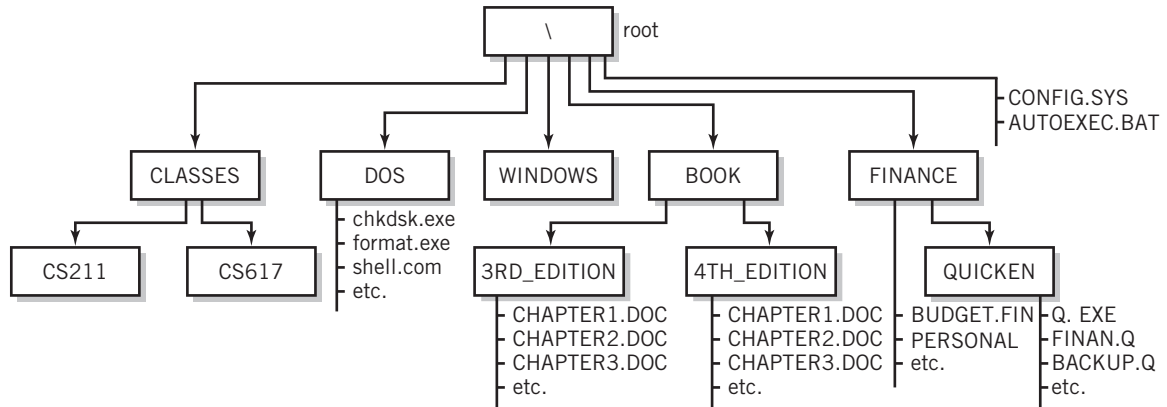 \
root
CONFIG.SYS
AUTOEXEC.BAT
CLASSES
DOS
WINDOWS
BOOK
FINANCE
CS211
CS617
chkdsk.exe
format.exe
shell.com
etc.
3RD_EDITION
CHAPTER1.DOC
CHAPTER2.DOC
CHAPTER3.DOC
etc.
4TH_EDITION
CHAPTER1.DOC
CHAPTER2.DOC
CHAPTER3.DOC
etc.
BUDGET.FIN
PERSONAL
etc.
QUICKEN
Q. EXE
FINAN.Q
BACKUP.Q
etc.